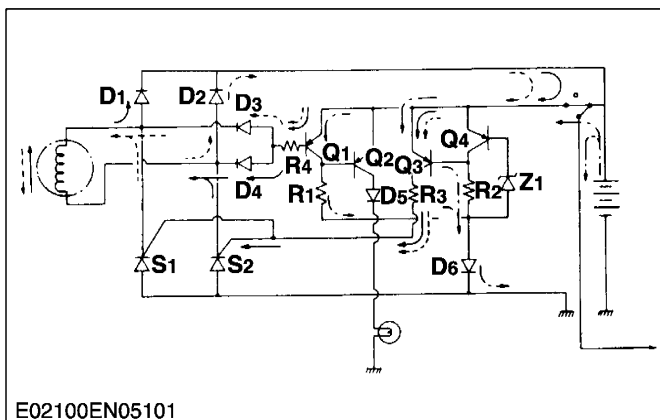 D1 D2 D3
Q1 Q2 Q3 Q4
R4
D4 R1 D5 R3 R2 Z1
S1 S2 D6
E02100EN05101